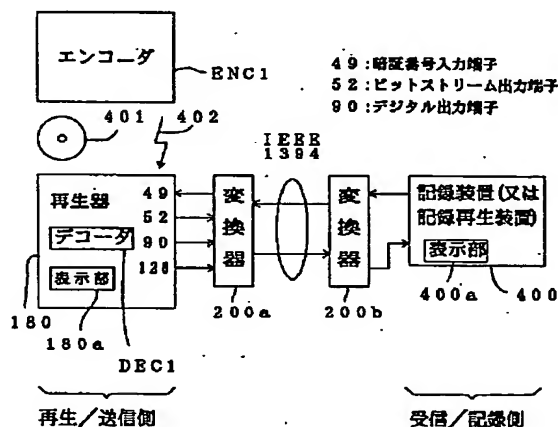 エンコーダ
ENC1
49:暗証番号入力端子
52:ビットストリーム出力端子
90:デジタル出力端子
401
402
IEEE
1394
再生器
49
52
90
128
デコーダ
表示部
変換器
変換器
記録装置(又は
記録再生装置)
表示部
180
180a
DEC1
200a
200b
400a
400
再生/送信側
受信/記録側